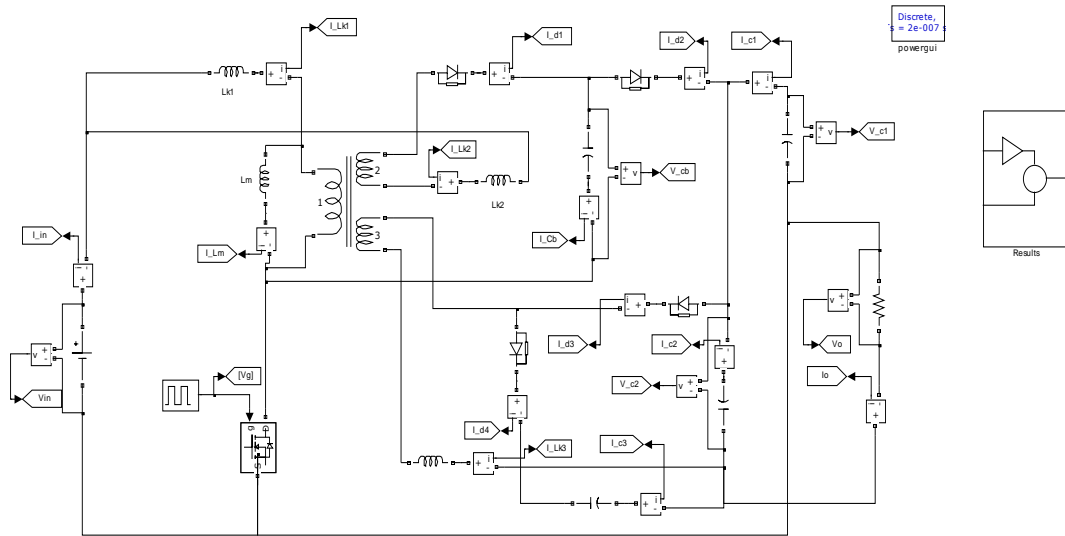 I_Lk1
I_d1
I_d2
I_c1
Discrete,
s = 2e-007 s
powergui
Lk1
V_c1
I_Lk2
2
Lm
V_cb
1
Lk2
3
I_in
I_Cb
I_Lm
Results
I_d3
I_c2
Vo
[Vg]
V_c2
Io
Vin
I_d4
I_c3
I_Lk3
i
+
-
v
g
D
S